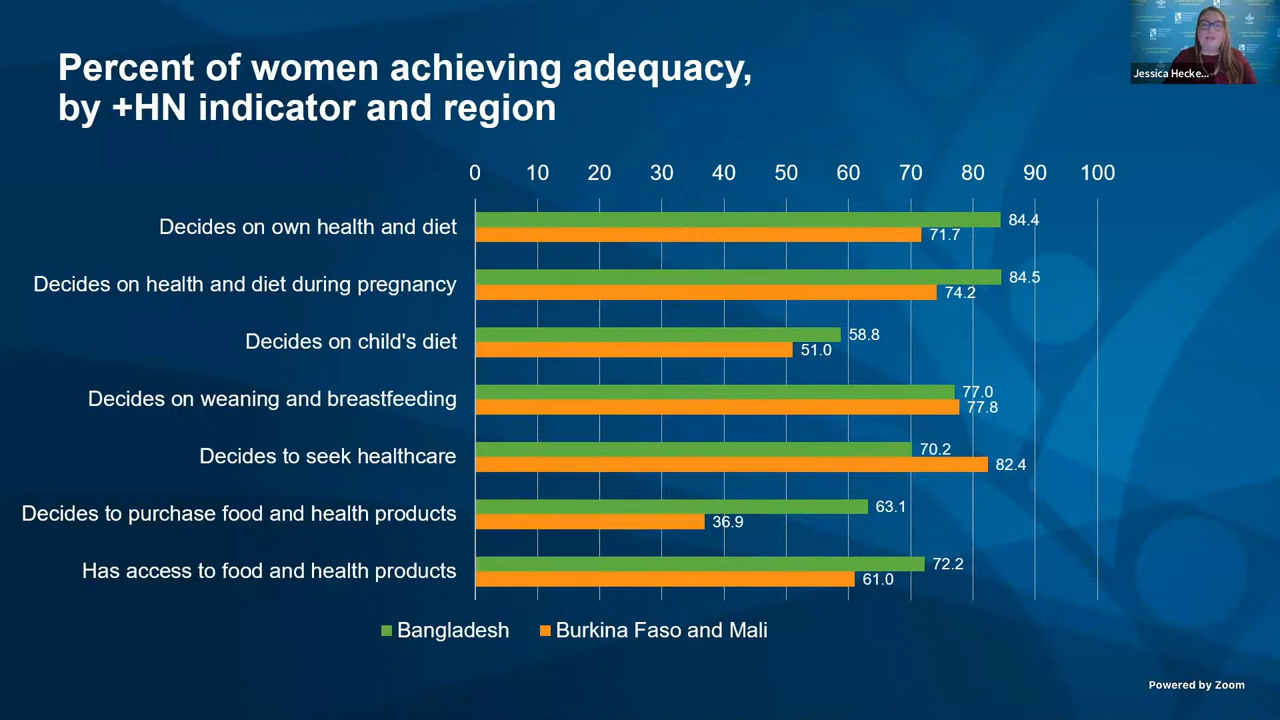 Percent of women achieving adequacy,
by +HN indicator and region
Jessica Hecke...
0 10 20 30 40 50 60 70 80 90 100
Decides on own health and diet
84.4
71.7
Decides on health and diet during pregnancy
84.5
74.2
Decides on child's diet
58.8
51.0
Decides on weaning and breastfeeding
77.0
77.8
Decides to seek healthcare
70.2
82.4
Decides to purchase food and health products
63.1
36.9
Has access to food and health products
72.2
61.0
Bangladesh
Burkina Faso and Mali
Powered by Zoom